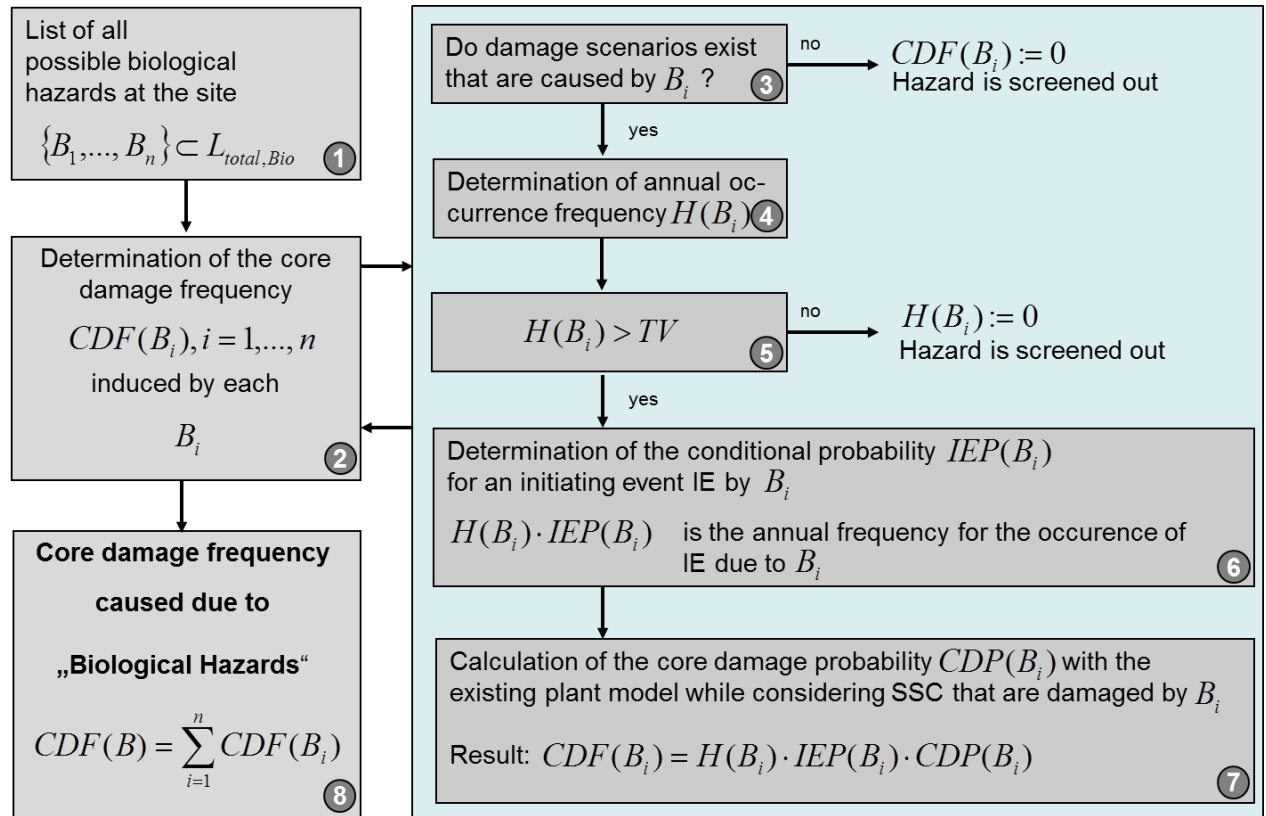 List of all
possible biological
hazards at the site
{B₁,..., Bₙ}⊂ L_total,Bio
1
Determination of the core
damage frequency
CDF(Bᵢ), i = 1,..., n
induced by each
Bᵢ
2
Core damage frequency
caused due to
„Biological Hazards“
CDF(B) = ∑ᵢ₌₁ⁿ CDF(Bᵢ)
8
Do damage scenarios exist
that are caused by Bᵢ ?
3
no
CDF(Bᵢ) := 0
Hazard is screened out
yes
Determination of annual oc-
currence frequency H(Bᵢ)
4
H(Bᵢ) > TV
5
no
H(Bᵢ) := 0
Hazard is screened out
yes
Determination of the conditional probability IEP(Bᵢ)
for an initiating event IE by Bᵢ
H(Bᵢ)·IEP(Bᵢ) is the annual frequency for the occurence of
IE due to Bᵢ
6
Calculation of the core damage probability CDP(Bᵢ) with the
existing plant model while considering SSC that are damaged by Bᵢ
Result: CDF(Bᵢ) = H(Bᵢ)·IEP(Bᵢ)·CDP(Bᵢ)
7